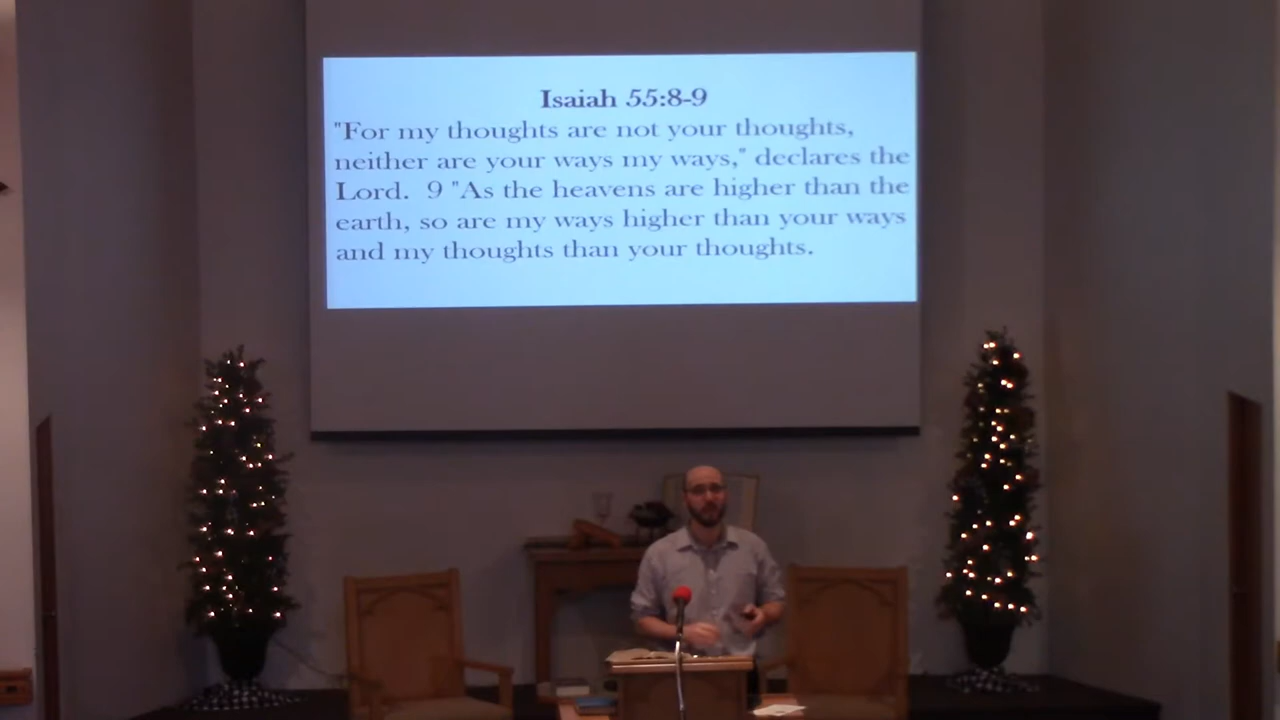 Isaiah 55:8-9
"For my thoughts are not your thoughts,
neither are your ways my ways," declares the
Lord.  9 "As the heavens are higher than the
earth, so are my ways higher than your ways
and my thoughts than your thoughts.